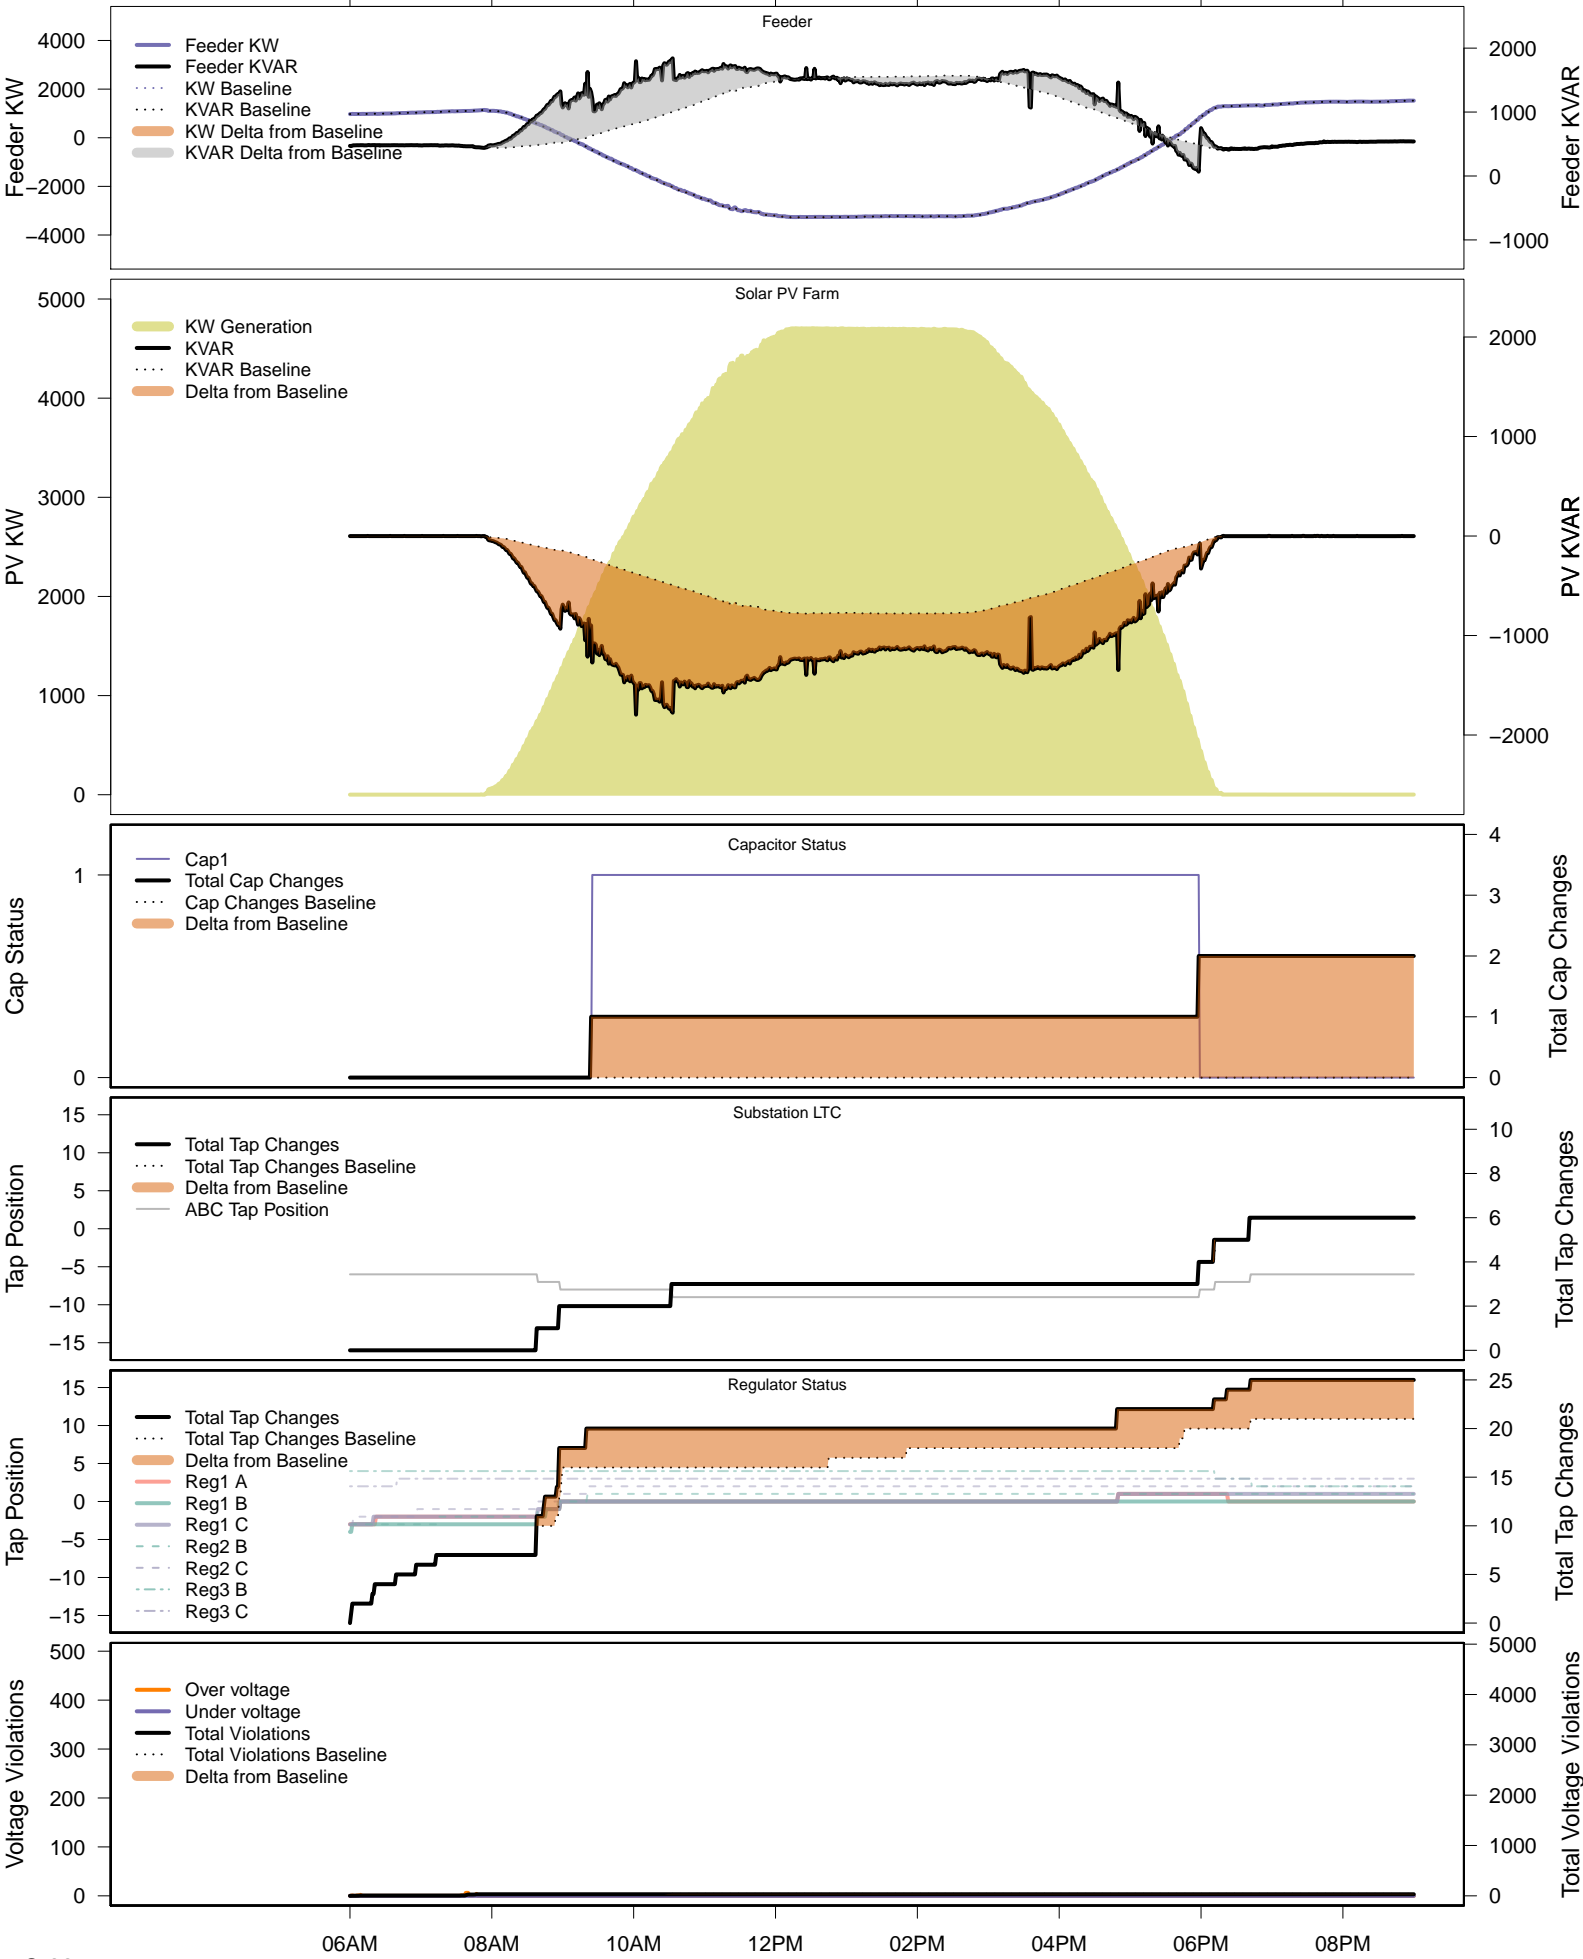 Feeder
Feeder KW
Feeder KVAR
KW Baseline
KVAR Baseline
KW Delta from Baseline
KVAR Delta from Baseline
Feeder KW
4000
2000
0
−2000
−4000
2000
1000
0
−1000
Feeder KVAR
Solar PV Farm
KW Generation
KVAR
KVAR Baseline
Delta from Baseline
PV KW
5000
4000
3000
2000
1000
0
2000
1000
0
−1000
−2000
PV KVAR
Capacitor Status
Cap1
Total Cap Changes
Cap Changes Baseline
Delta from Baseline
Cap Status
1
0
4
3
2
1
0
Total Cap Changes
Substation LTC
Total Tap Changes
Total Tap Changes Baseline
Delta from Baseline
ABC Tap Position
Tap Position
15
10
5
0
−5
−10
−15
10
8
6
4
2
0
Total Tap Changes
Regulator Status
Total Tap Changes
Total Tap Changes Baseline
Delta from Baseline
Reg1 A
Reg1 B
Reg1 C
Reg2 B
Reg2 C
Reg3 B
Reg3 C
Tap Position
15
10
5
0
−5
−10
−15
25
20
15
10
5
0
Total Tap Changes
Over voltage
Under voltage
Total Violations
Total Violations Baseline
Delta from Baseline
Voltage Violations
500
400
300
200
100
0
5000
4000
3000
2000
1000
0
Total Voltage Violations
06AM 08AM 10AM 12PM 02PM 04PM 06PM 08PM